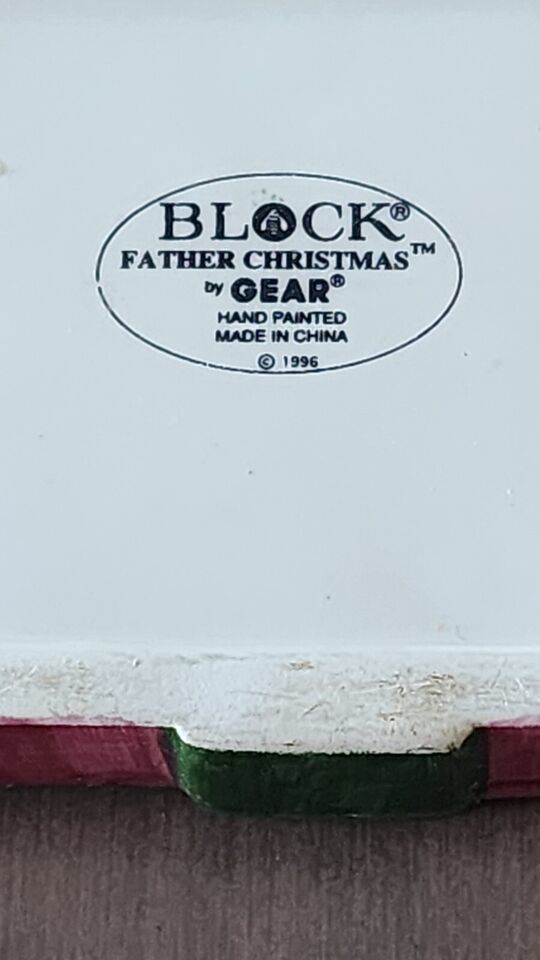 BLOCK®
FATHER CHRISTMAS™
by GEAR®
HAND PAINTED
MADE IN CHINA
© 1996